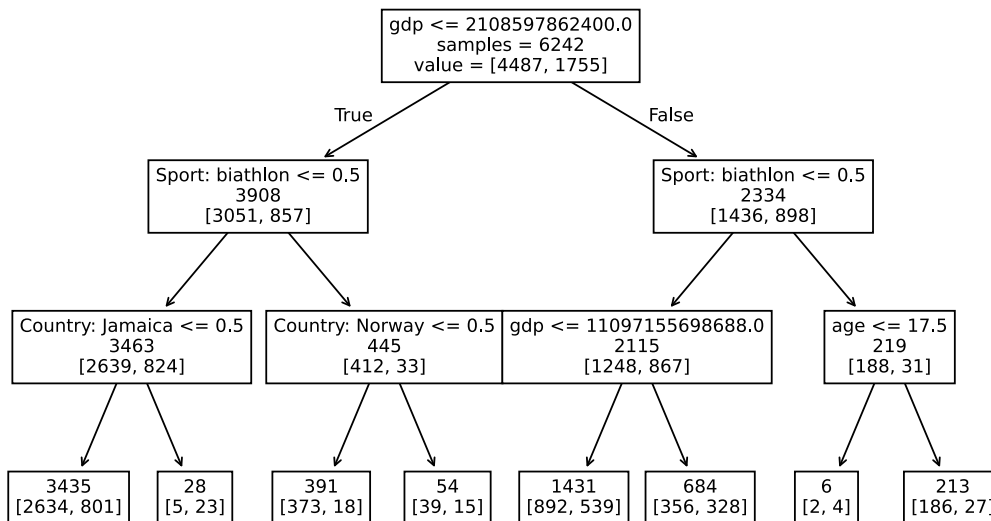 gdp <= 2108597862400.0
samples = 6242
value = [4487, 1755]
True
False
Sport: biathlon <= 0.5
3908
[3051, 857]
Sport: biathlon <= 0.5
2334
[1436, 898]
Country: Jamaica <= 0.5
3463
[2639, 824]
Country: Norway <= 0.5
445
[412, 33]
gdp <= 11097155698688.0
2115
[1248, 867]
age <= 17.5
219
[188, 31]
3435
[2634, 801]
28
[5, 23]
391
[373, 18]
54
[39, 15]
1431
[892, 539]
684
[356, 328]
6
[2, 4]
213
[186, 27]